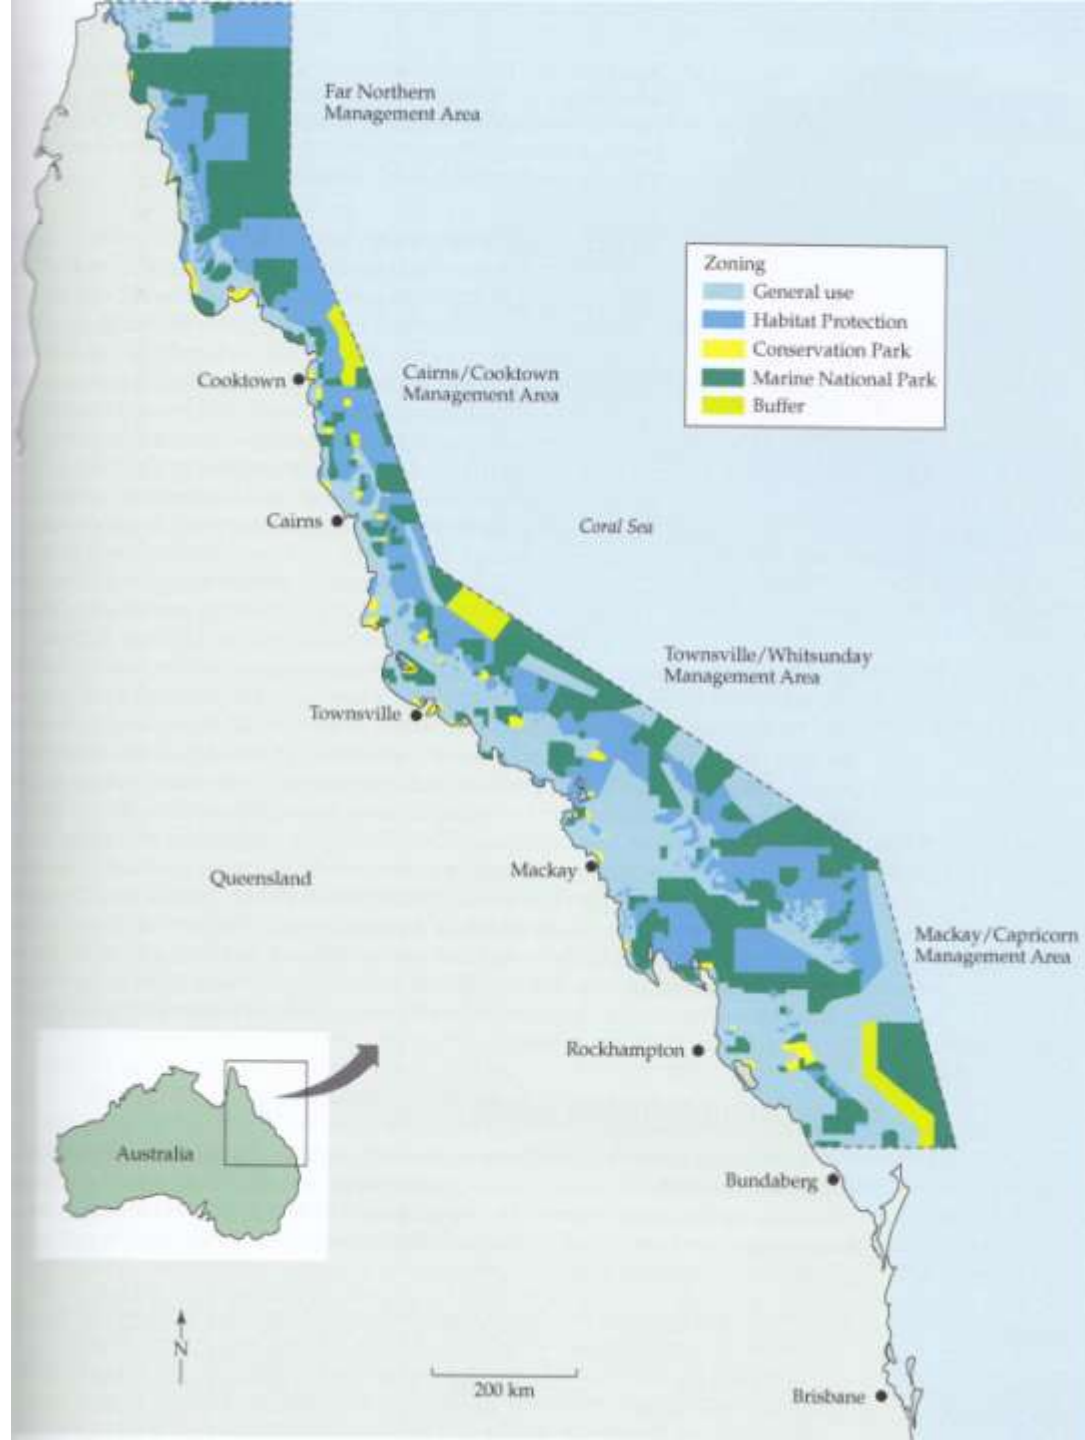 Far Northern
Management Area
Zoning
General use
Habitat Protection
Conservation Park
Marine National Park
Buffer
Cooktown
Cairns/Cooktown
Management Area
Cairns
Coral Sea
Townsville/Whitsunday
Management Area
Townsville
Queensland
Mackay
Mackay/Capricorn
Management Area
Rockhampton
Australia
Bundaberg
N
200 km
Brisbane